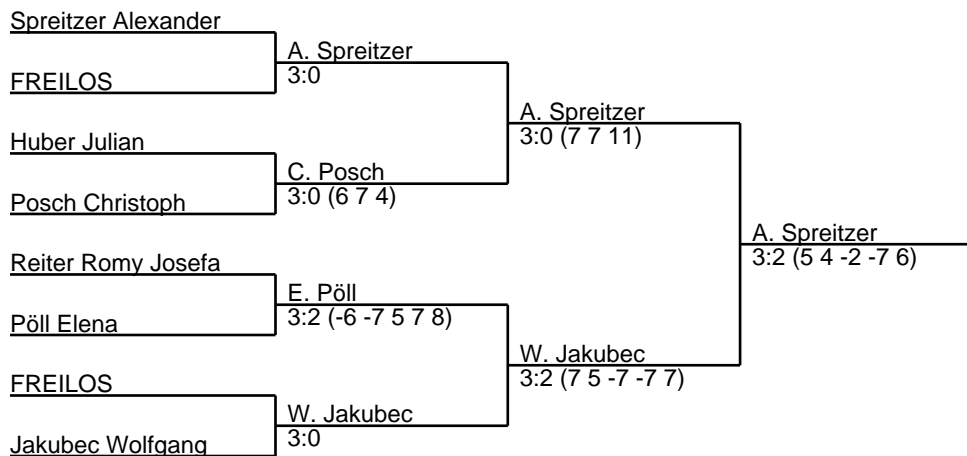 Spreitzer Alexander
FREILOS
Huber Julian
Posch Christoph
Reiter Romy Josefa
Pöll Elena
FREILOS
Jakubec Wolfgang
A. Spreitzer
3:0
C. Posch
3:0 (6 7 4)
E. Pöll
3:2 (-6 -7 5 7 8)
W. Jakubec
3:0
A. Spreitzer
3:0 (7 7 11)
W. Jakubec
3:2 (7 5 -7 -7 7)
A. Spreitzer
3:2 (5 4 -2 -7 6)